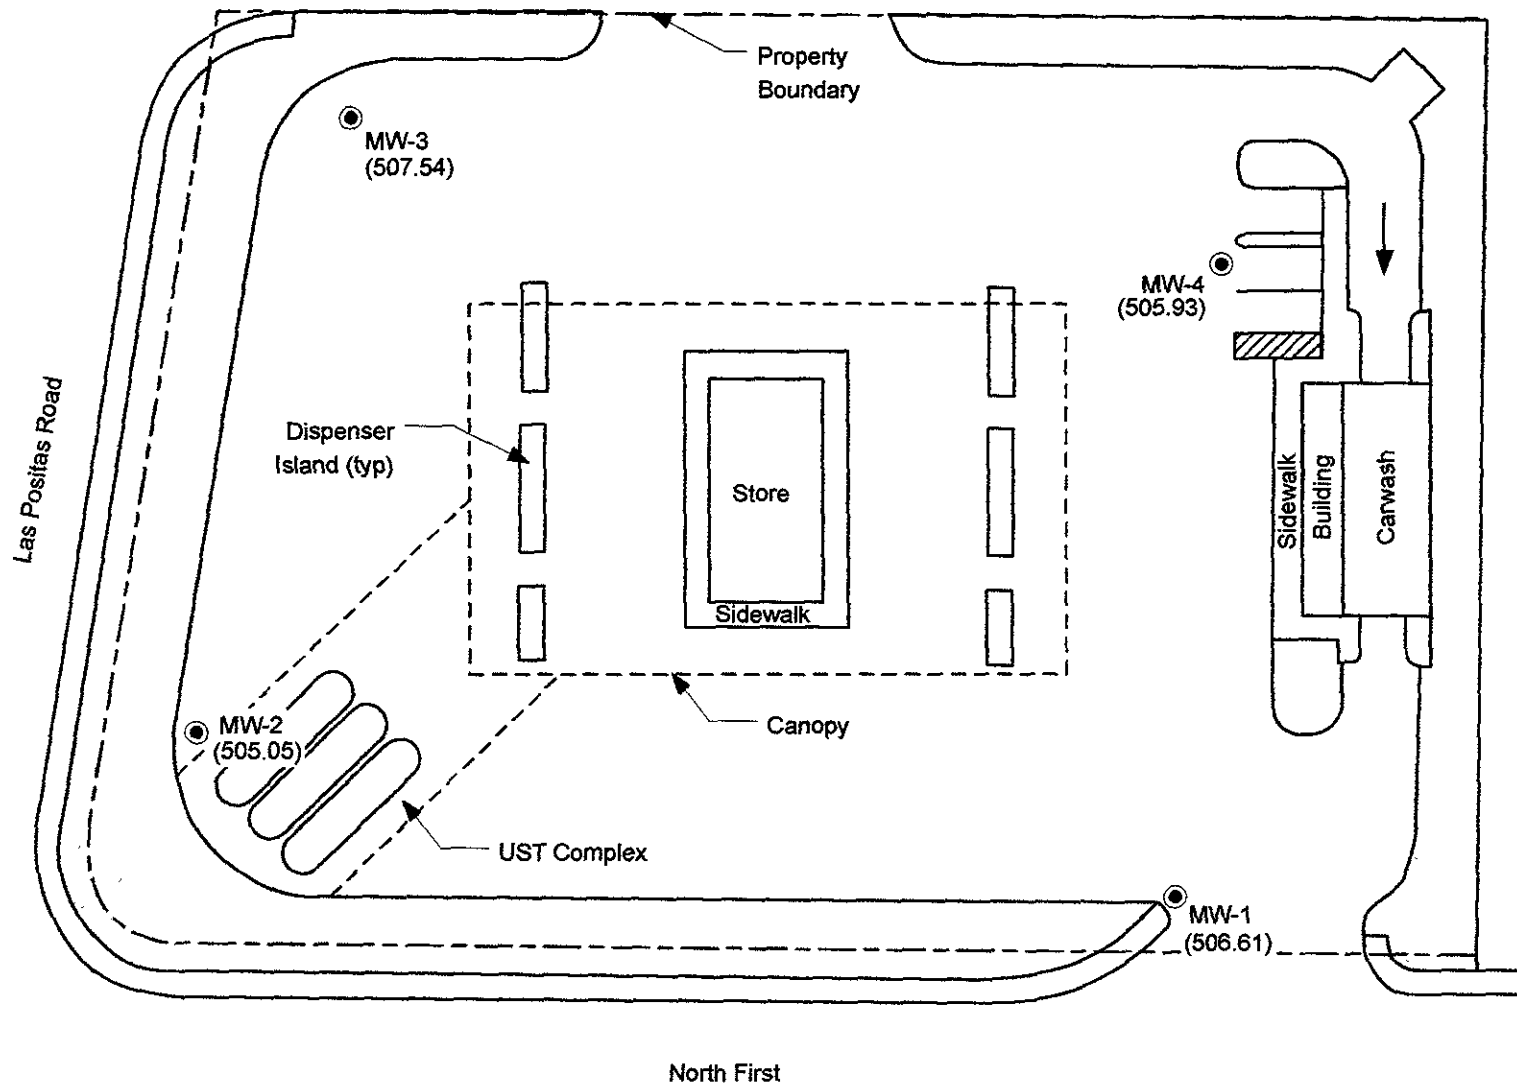 Property
Boundary
MW-3
(507.54)
MW-4
(505.93)
Las Positas Road
Dispenser
Island (typ)
Store
Sidewalk
Sidewalk
Building
Carwash
MW-2
(505.05)
Canopy
UST Complex
MW-1
(506.61)
North First